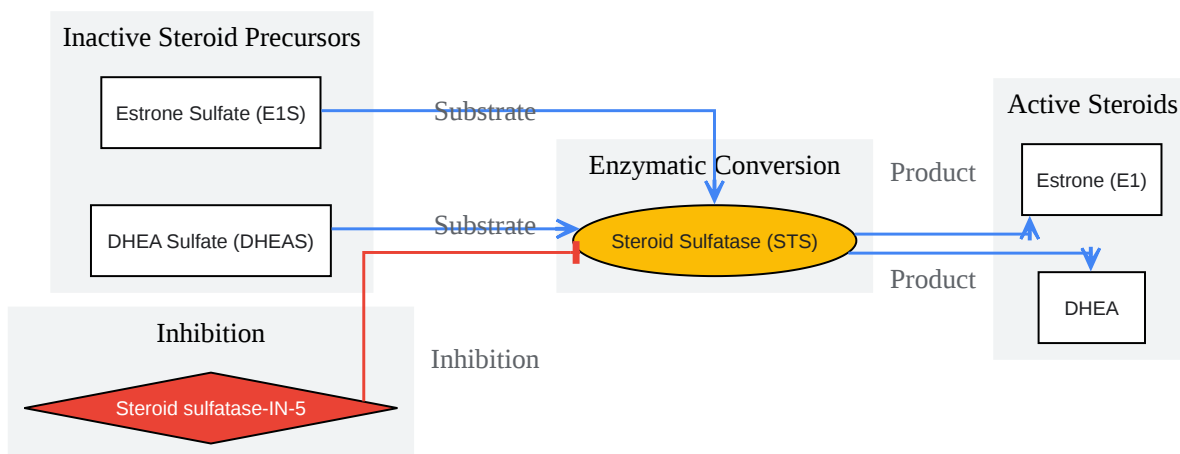 Inactive Steroid Precursors
Estrone Sulfate (E1S)
Substrate
DHEA Sulfate (DHEAS)
Substrate
Enzymatic Conversion
Steroid Sulfatase (STS)
Product
Product
Active Steroids
Estrone (E1)
DHEA
Inhibition
Steroid sulfatase-IN-5
Inhibition